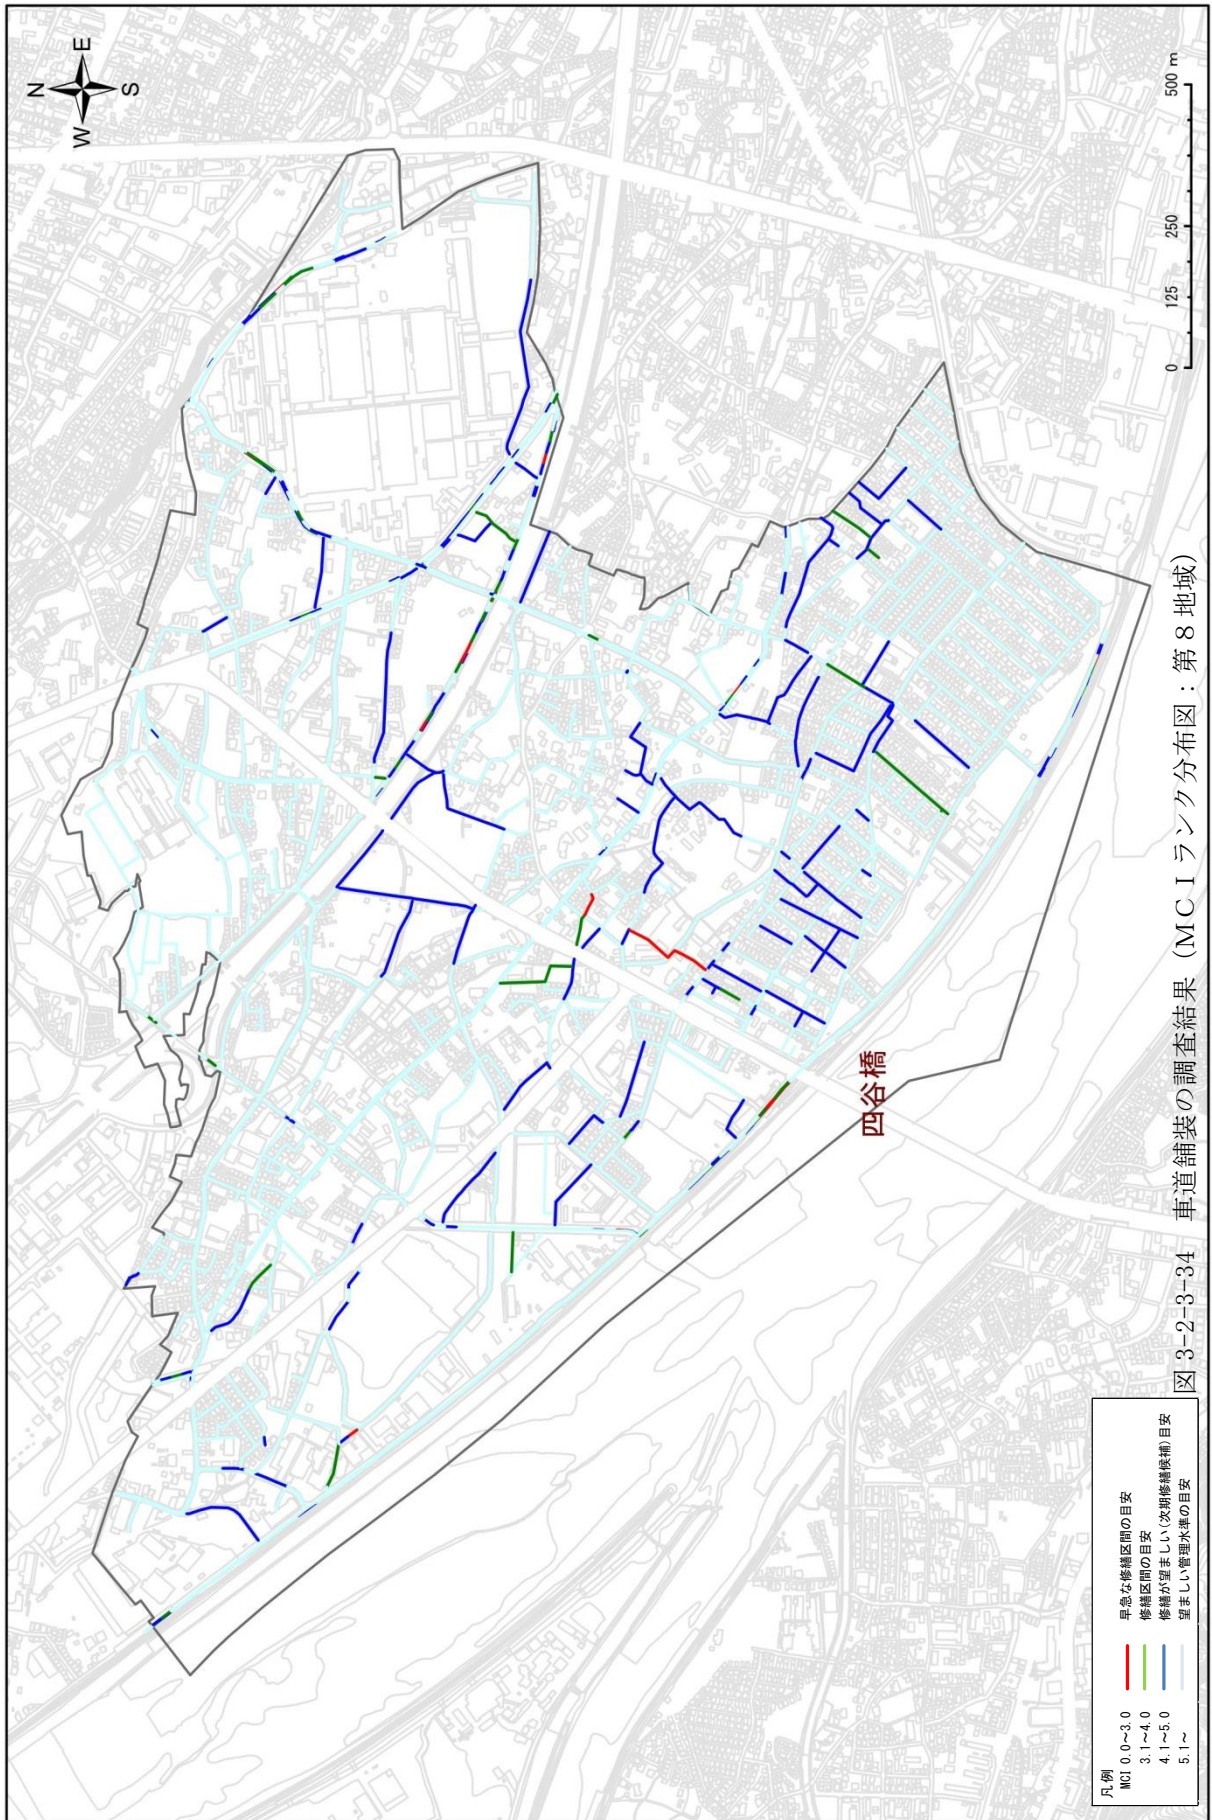 N
W E
S
四谷橋
0 125 250 500 m
凡例
MCI 0.0~3.0 早急な修繕区間の目安
3.1~4.0 修繕区間の目安
4.1~5.0 修繕が望ましい(次期修繕候補)目安
5.1~ 望ましい管理水準の目安
図 3-2-3-34 車道舗装の調査結果(MCIランク分布図:第8地域)